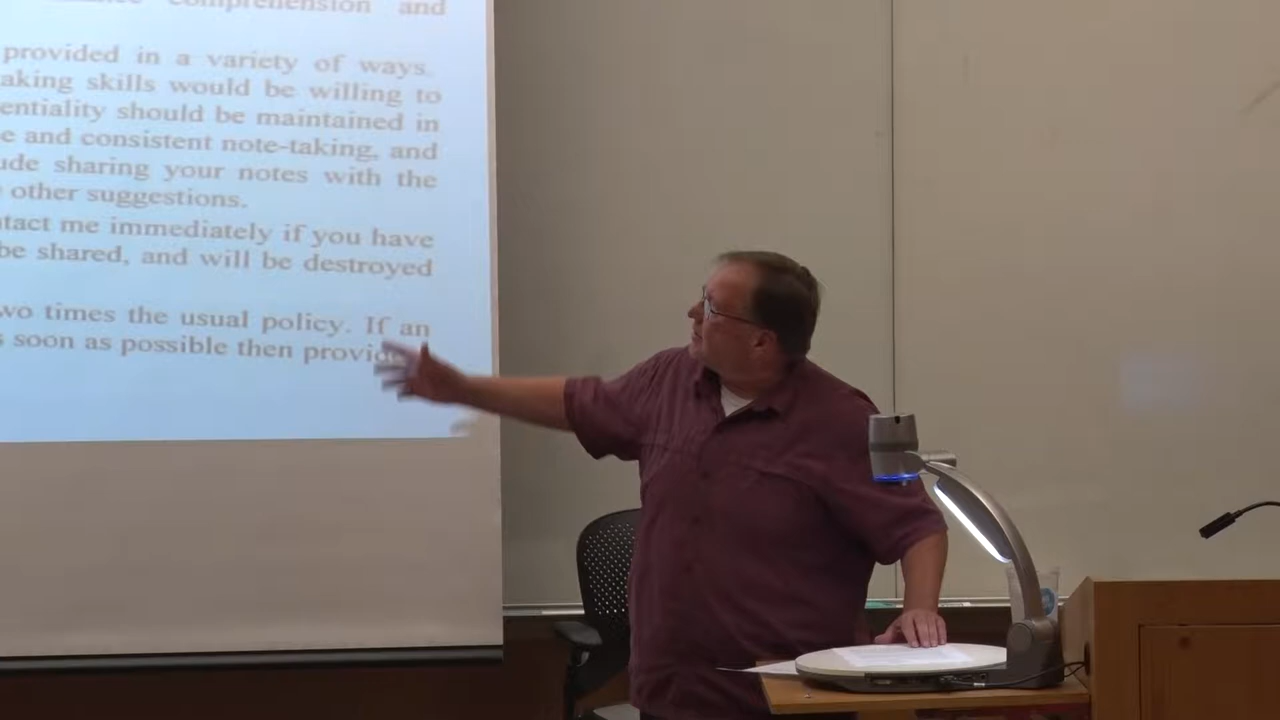 comprehension and
provided in a variety of ways.
aking skills would be willing to
entiality should be maintained in
e and consistent note-taking, and
ude sharing your notes with the
other suggestions.
ntact me immediately if you have
be shared, and will be destroyed
wo times the usual policy. If an
s soon as possible then provid